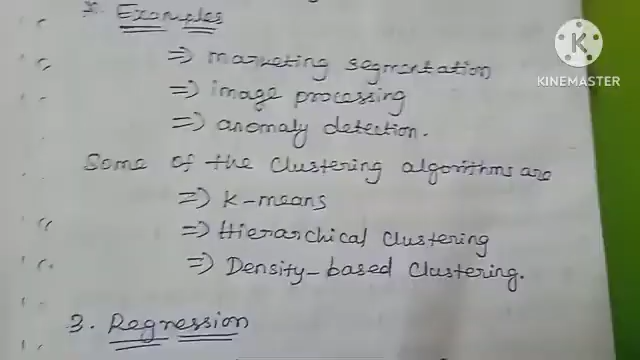 Examples
K
KINEMASTER
=> marketing segmentation
=> image processing
=> anomaly detection.
Some of the clustering algorithms are
=> K-means
=> Hierarchical clustering
=> Density-based clustering.
3. Regression